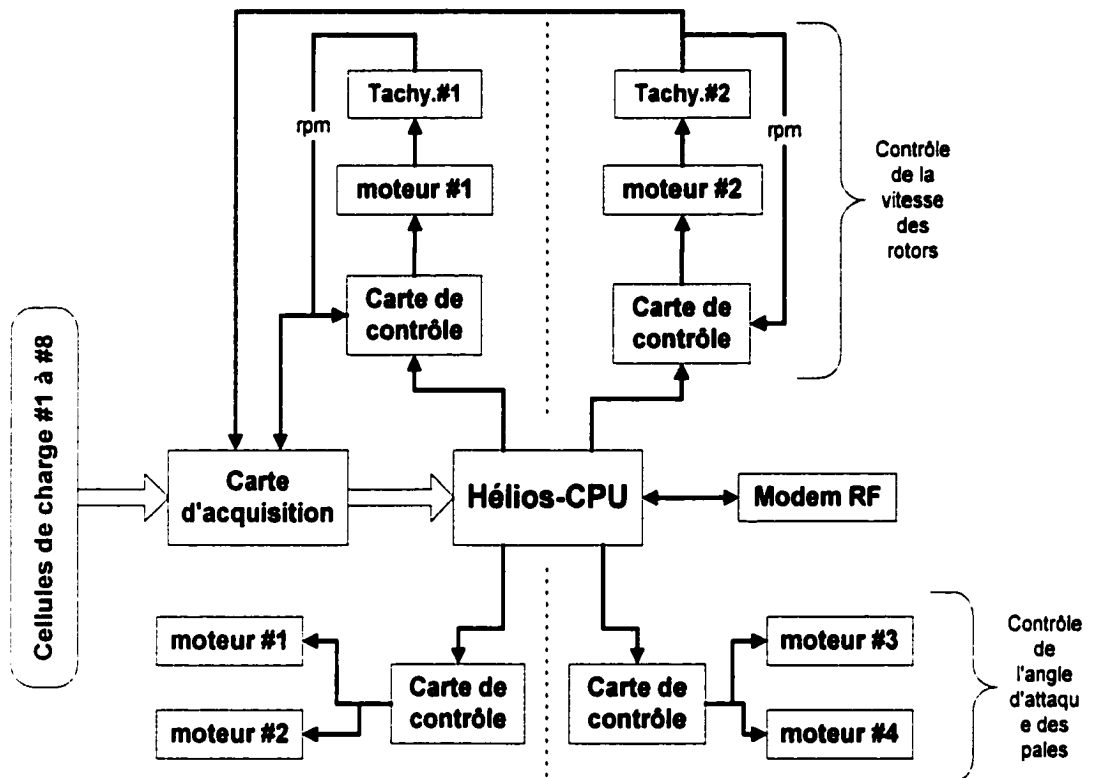 Tachy.#1
Tachy.#2
rpm
rpm
moteur #1
moteur #2
Contrôle
de la
vitesse
des
rotors
Carte de
contrôle
Carte de
contrôle
Cellules de charge #1 à #8
Carte
d'acquisition
Hélios-CPU
Modem RF
moteur #1
moteur #2
Carte de
contrôle
Carte de
contrôle
moteur #3
moteur #4
Contrôle
de
l'angle
d'attaqu
e des
pales